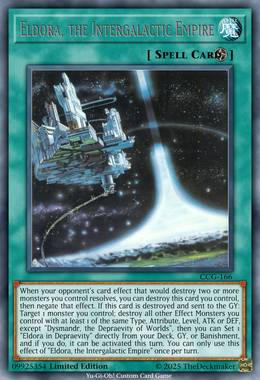 ELDORA, THE INTERGALACTIC EMPIRE
[ SPELL CARD ]
CCG-166
When your opponent's card effect that would destroy two or more
monsters you control resolves, you can destroy this card you control,
then negate that effect. If this card is destroyed and sent to the GY:
Target 1 monster you control; destroy all other Effect Monsters you
control with at least 1 of the same Type, Attribute, Level, ATK or DEF,
except "Dysmandr, the Depraevity of Worlds", then you can Set 1
"Eldora in Depraevity" directly from your Deck, GY, or Banishment,
and if you do, it can be activated this turn. You can only use this
effect of "Eldora, the Intergalactic Empire" once per turn.
09925354 Limited Edition
© 2025 TheDeckmaker
Yu-Gi-Oh! Custom Card Game